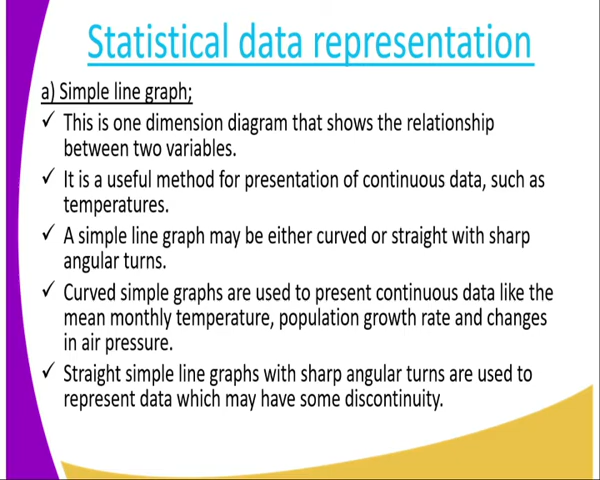 Statistical data representation
a) Simple line graph;
✓ This is one dimension diagram that shows the relationship
between two variables.
✓ It is a useful method for presentation of continuous data, such as
temperatures.
✓ A simple line graph may be either curved or straight with sharp
angular turns.
✓ Curved simple graphs are used to present continuous data like the
mean monthly temperature, population growth rate and changes
in air pressure.
✓ Straight simple line graphs with sharp angular turns are used to
represent data which may have some discontinuity.